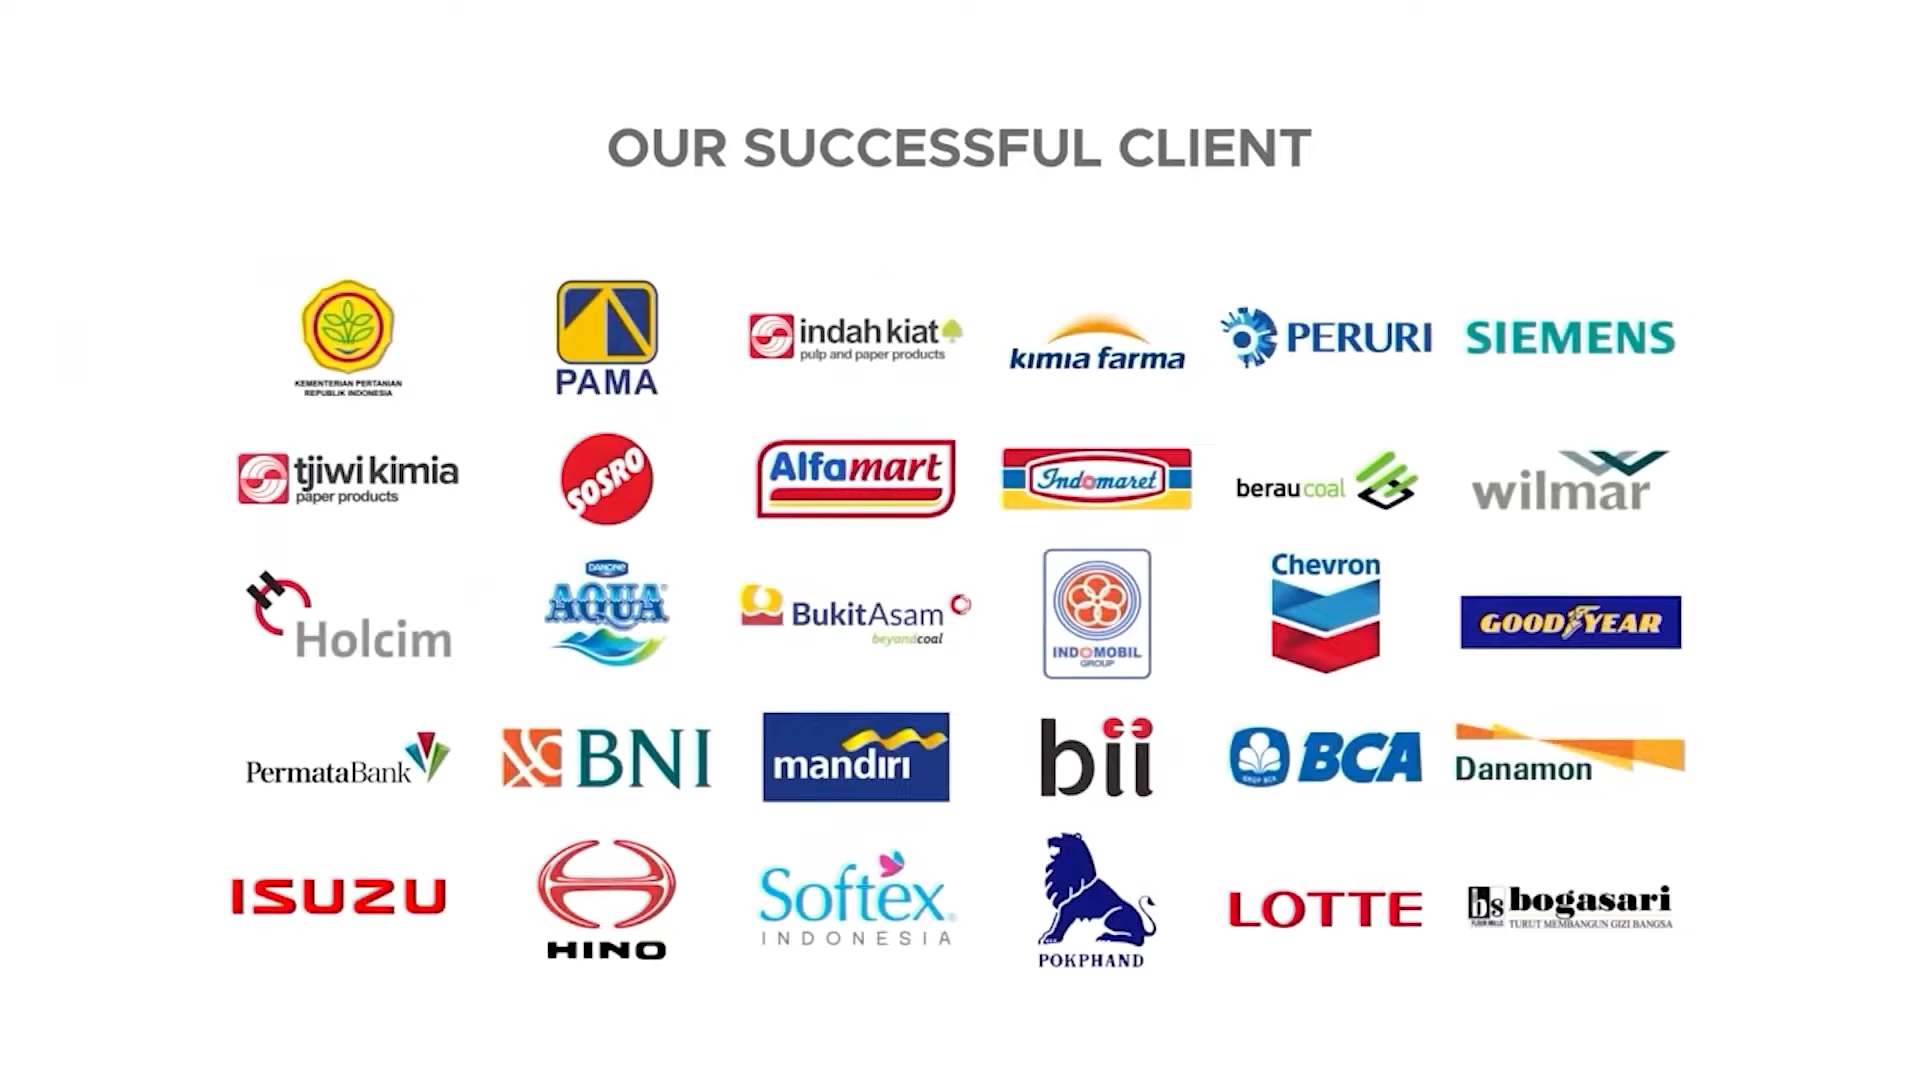 OUR SUCCESSFUL CLIENT
KEMENTERIAN PERTANIAN
REPUBLIK INDONESIA
PAMA
indah kiat
pulp and paper products
kimia farma
PERURI
SIEMENS
tjiwi kimia
paper products
SOSRO
Alfamart
Indomaret
berau coal
wilmar
Holcim
DANONE
AQUA
BukitAsam
beyondcoal
INDOMOBIL
GROUP
Chevron
GOODYEAR
PermataBank
BNI
mandiri
bii
BCA
Danamon
ISUZU
HINO
Softex
INDONESIA
POKPHAND
LOTTE
bs
bogasari
TURUT MEMBANGUN GIZI BANGSA